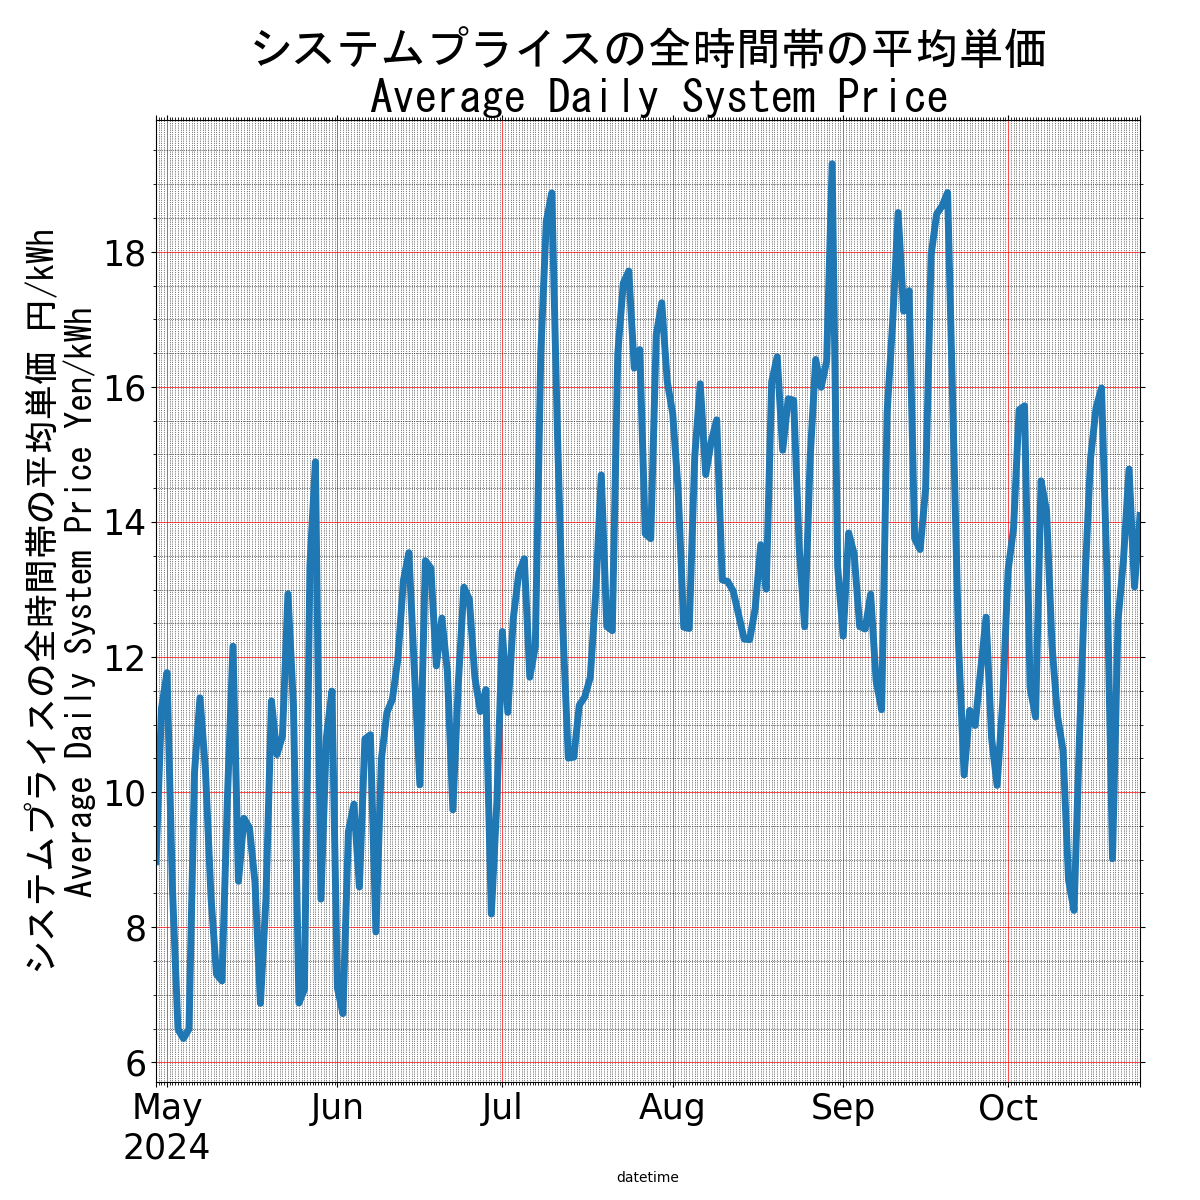 システムプライスの全時間帯の平均単価
Average Daily System Price
システムプライスの全時間帯の平均単価 円/kWh
Average Daily System Price Yen/kWh
18
16
14
12
10
8
6
May
2024
Jun
Jul
Aug
Sep
Oct
datetime